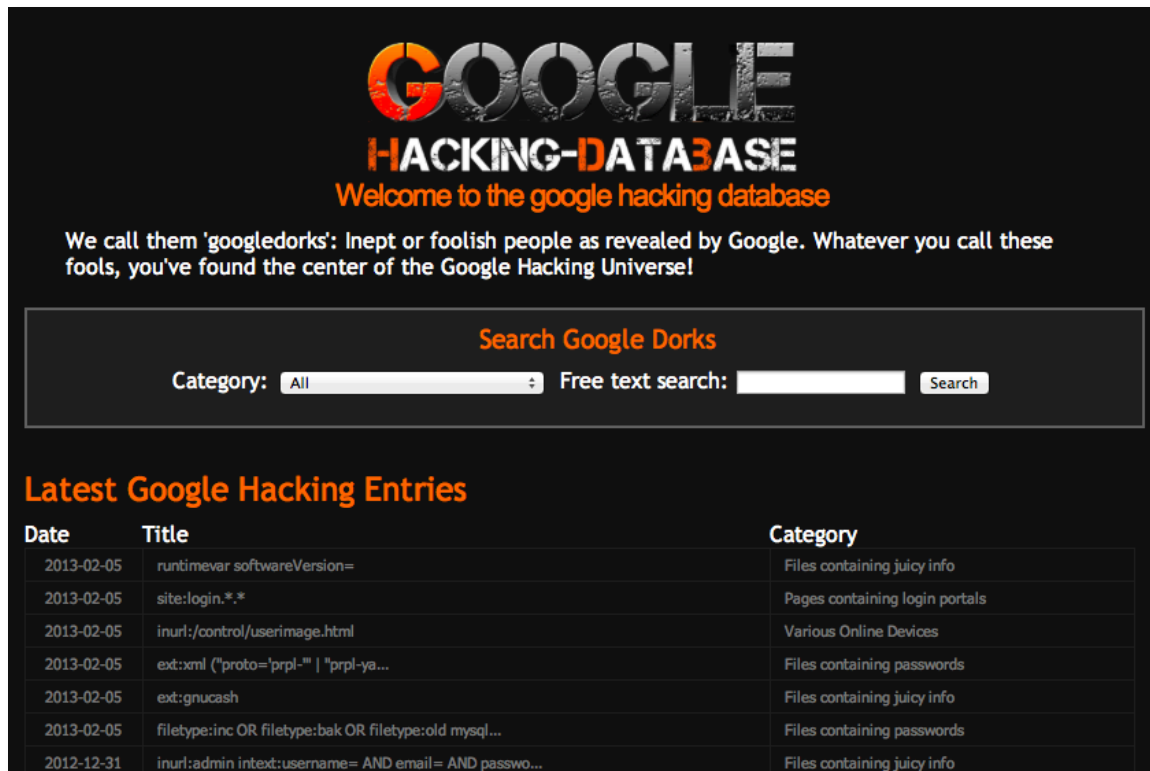 GOOGLE
HACKING-DATABASE
Welcome to the google hacking database
We call them 'googledorks': Inept or foolish people as revealed by Google. Whatever you call these
fools, you've found the center of the Google Hacking Universe!
Search Google Dorks
Category: All Free text search: Search
Latest Google Hacking Entries
Date Title Category
2013-02-05 runtimevar softwareVersion= Files containing juicy info
2013-02-05 site:login.*.* Pages containing login portals
2013-02-05 inurl:/control/userimage.html Various Online Devices
2013-02-05 ext:xml ("proto='prpl-'" | "prpl-ya... Files containing passwords
2013-02-05 ext:gnucash Files containing juicy info
2013-02-05 filetype:inc OR filetype:bak OR filetype:old mysql... Files containing passwords
2012-12-31 inurl:admin intext:username= AND email= AND passwo... Files containing juicy info